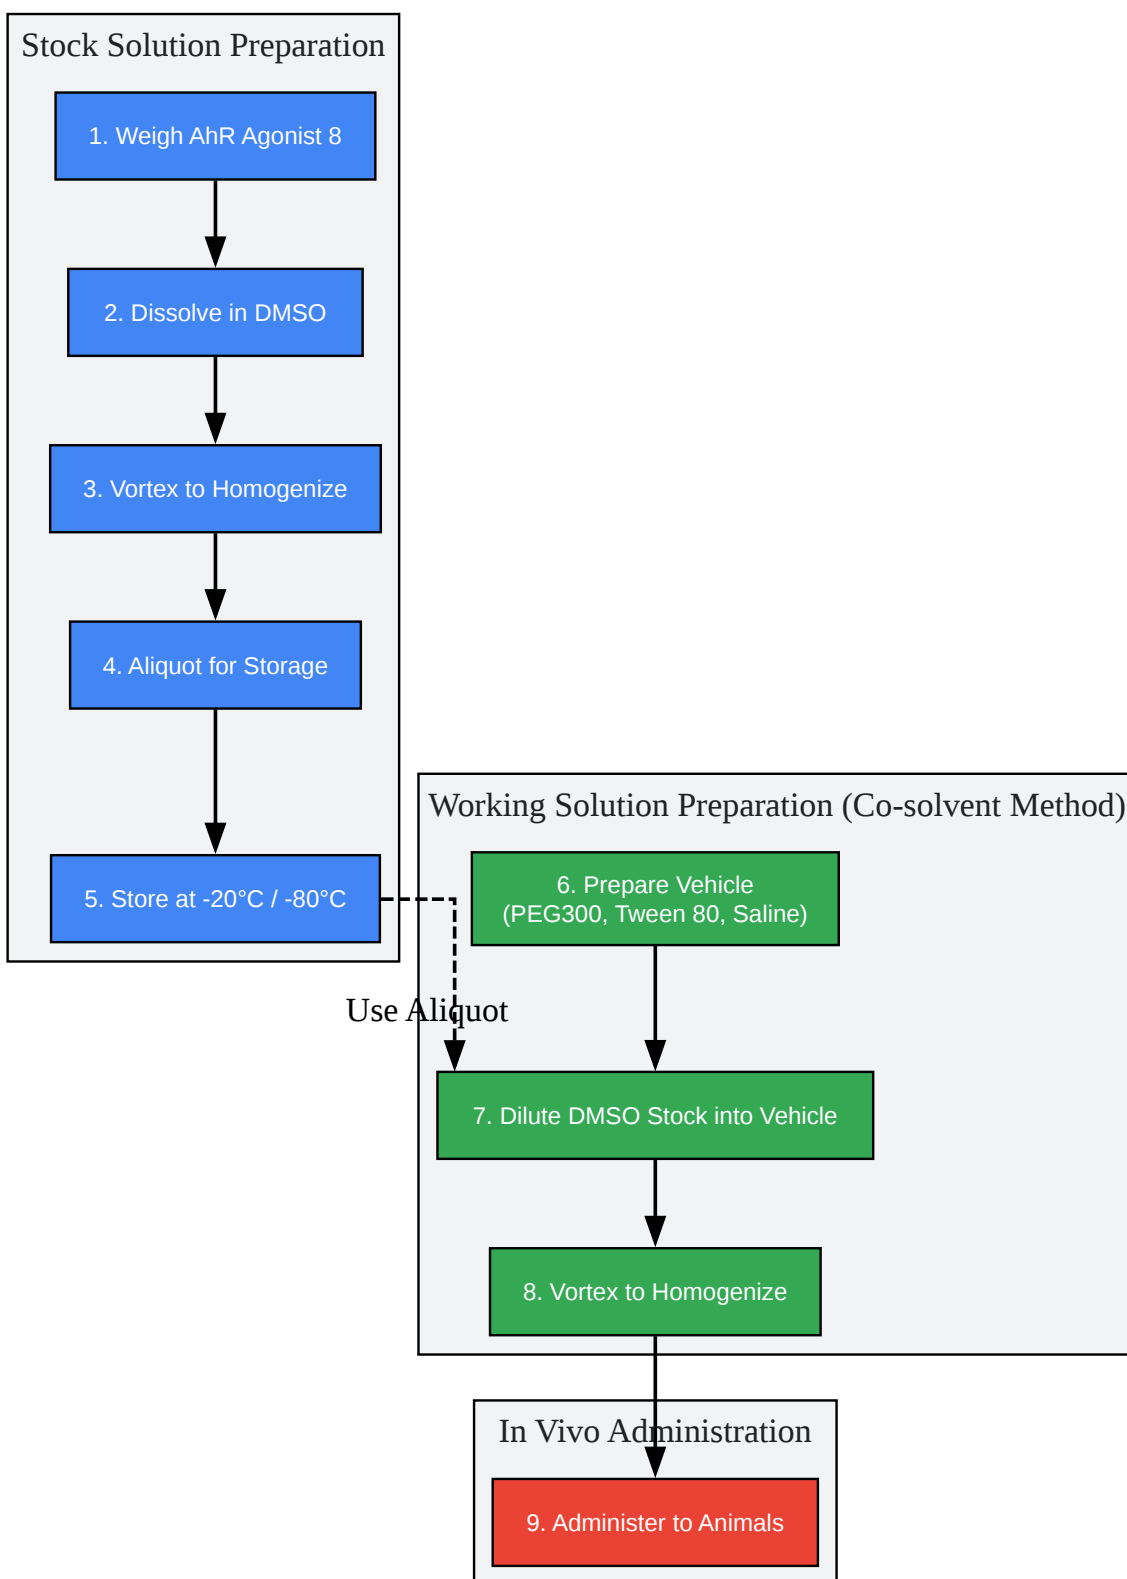 Stock Solution Preparation
1. Weigh AhR Agonist 8
2. Dissolve in DMSO
3. Vortex to Homogenize
4. Aliquot for Storage
5. Store at -20°C / -80°C
Use Aliquot
Working Solution Preparation (Co-solvent Method)
6. Prepare Vehicle
(PEG300, Tween 80, Saline)
7. Dilute DMSO Stock into Vehicle
8. Vortex to Homogenize
In Vivo Administration
9. Administer to Animals